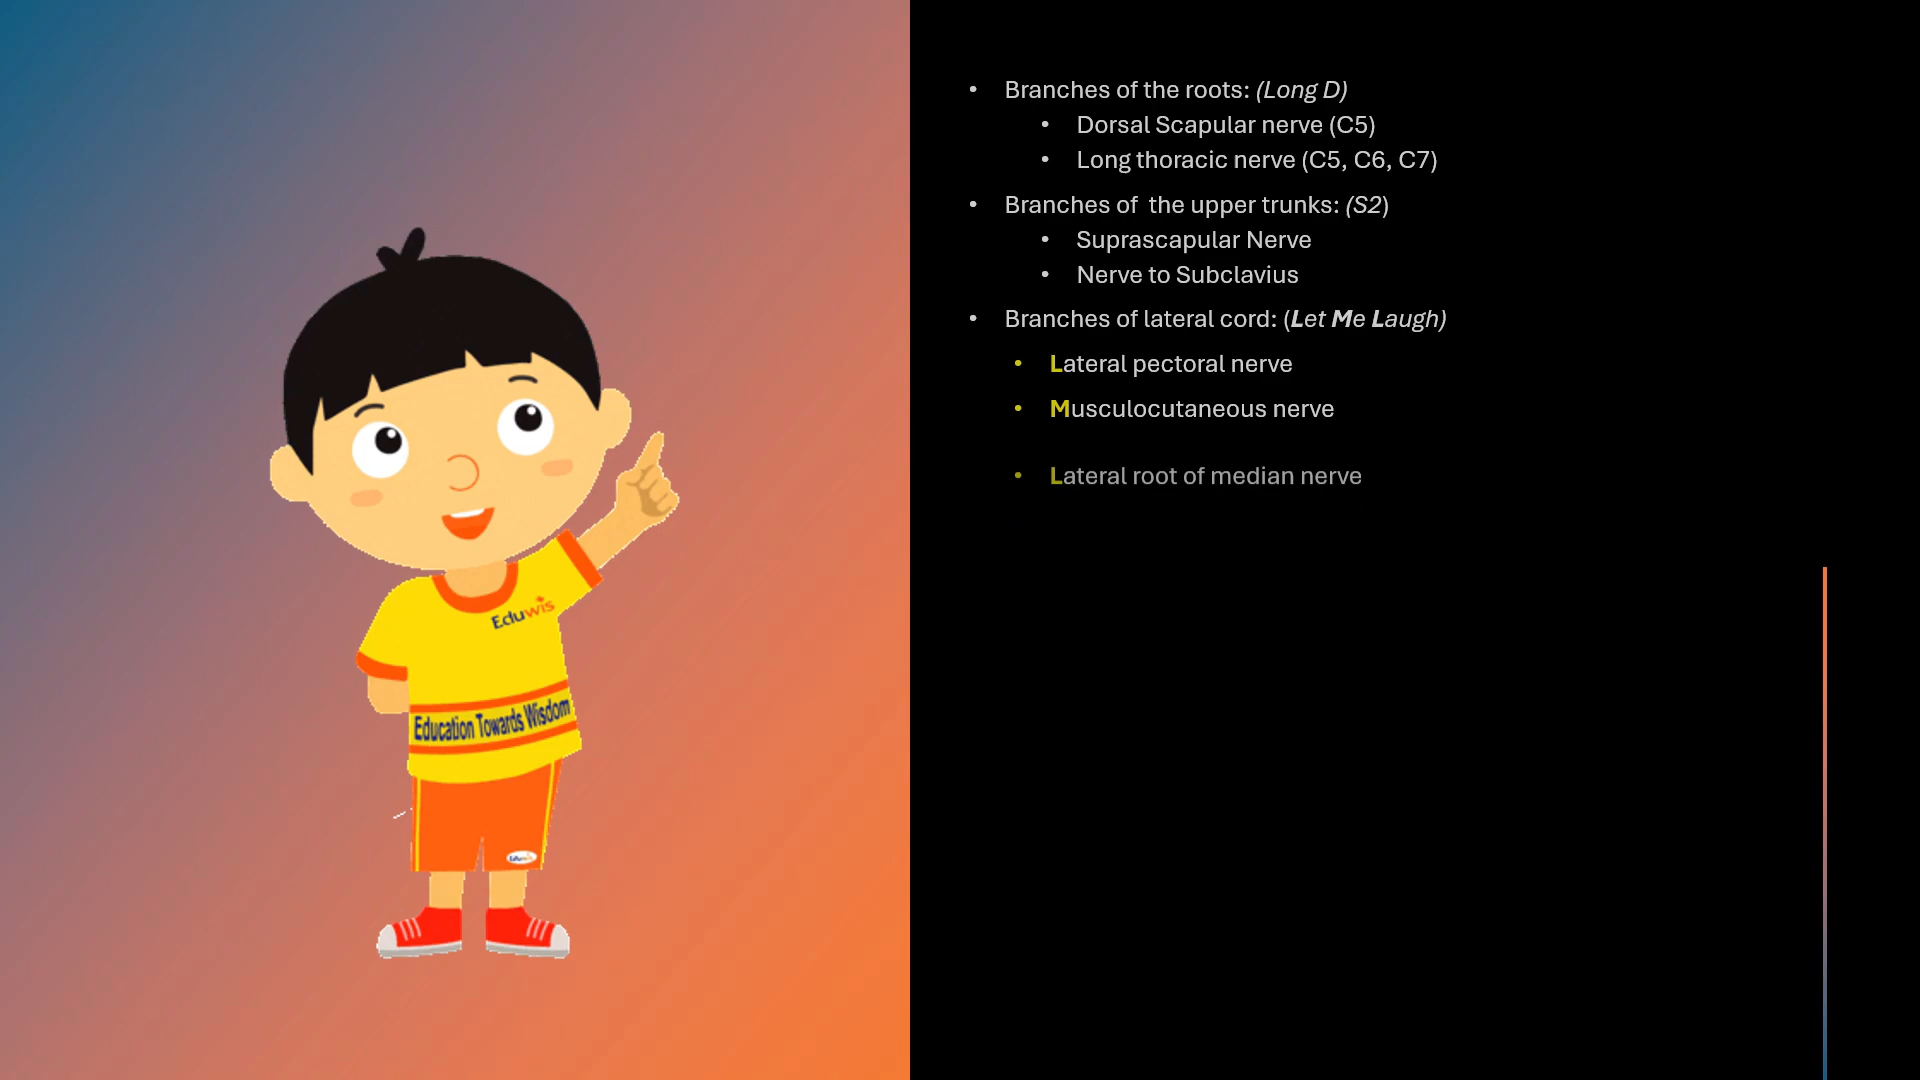 • Branches of the roots: (Long D)
• Dorsal Scapular nerve (C5)
• Long thoracic nerve (C5, C6, C7)
• Branches of  the upper trunks: (S2)
• Suprascapular Nerve
• Nerve to Subclavius
• Branches of lateral cord: (Let Me Laugh)
• Lateral pectoral nerve
• Musculocutaneous nerve
• Lateral root of median nerve
Eduwis
Education Towards Wisdom